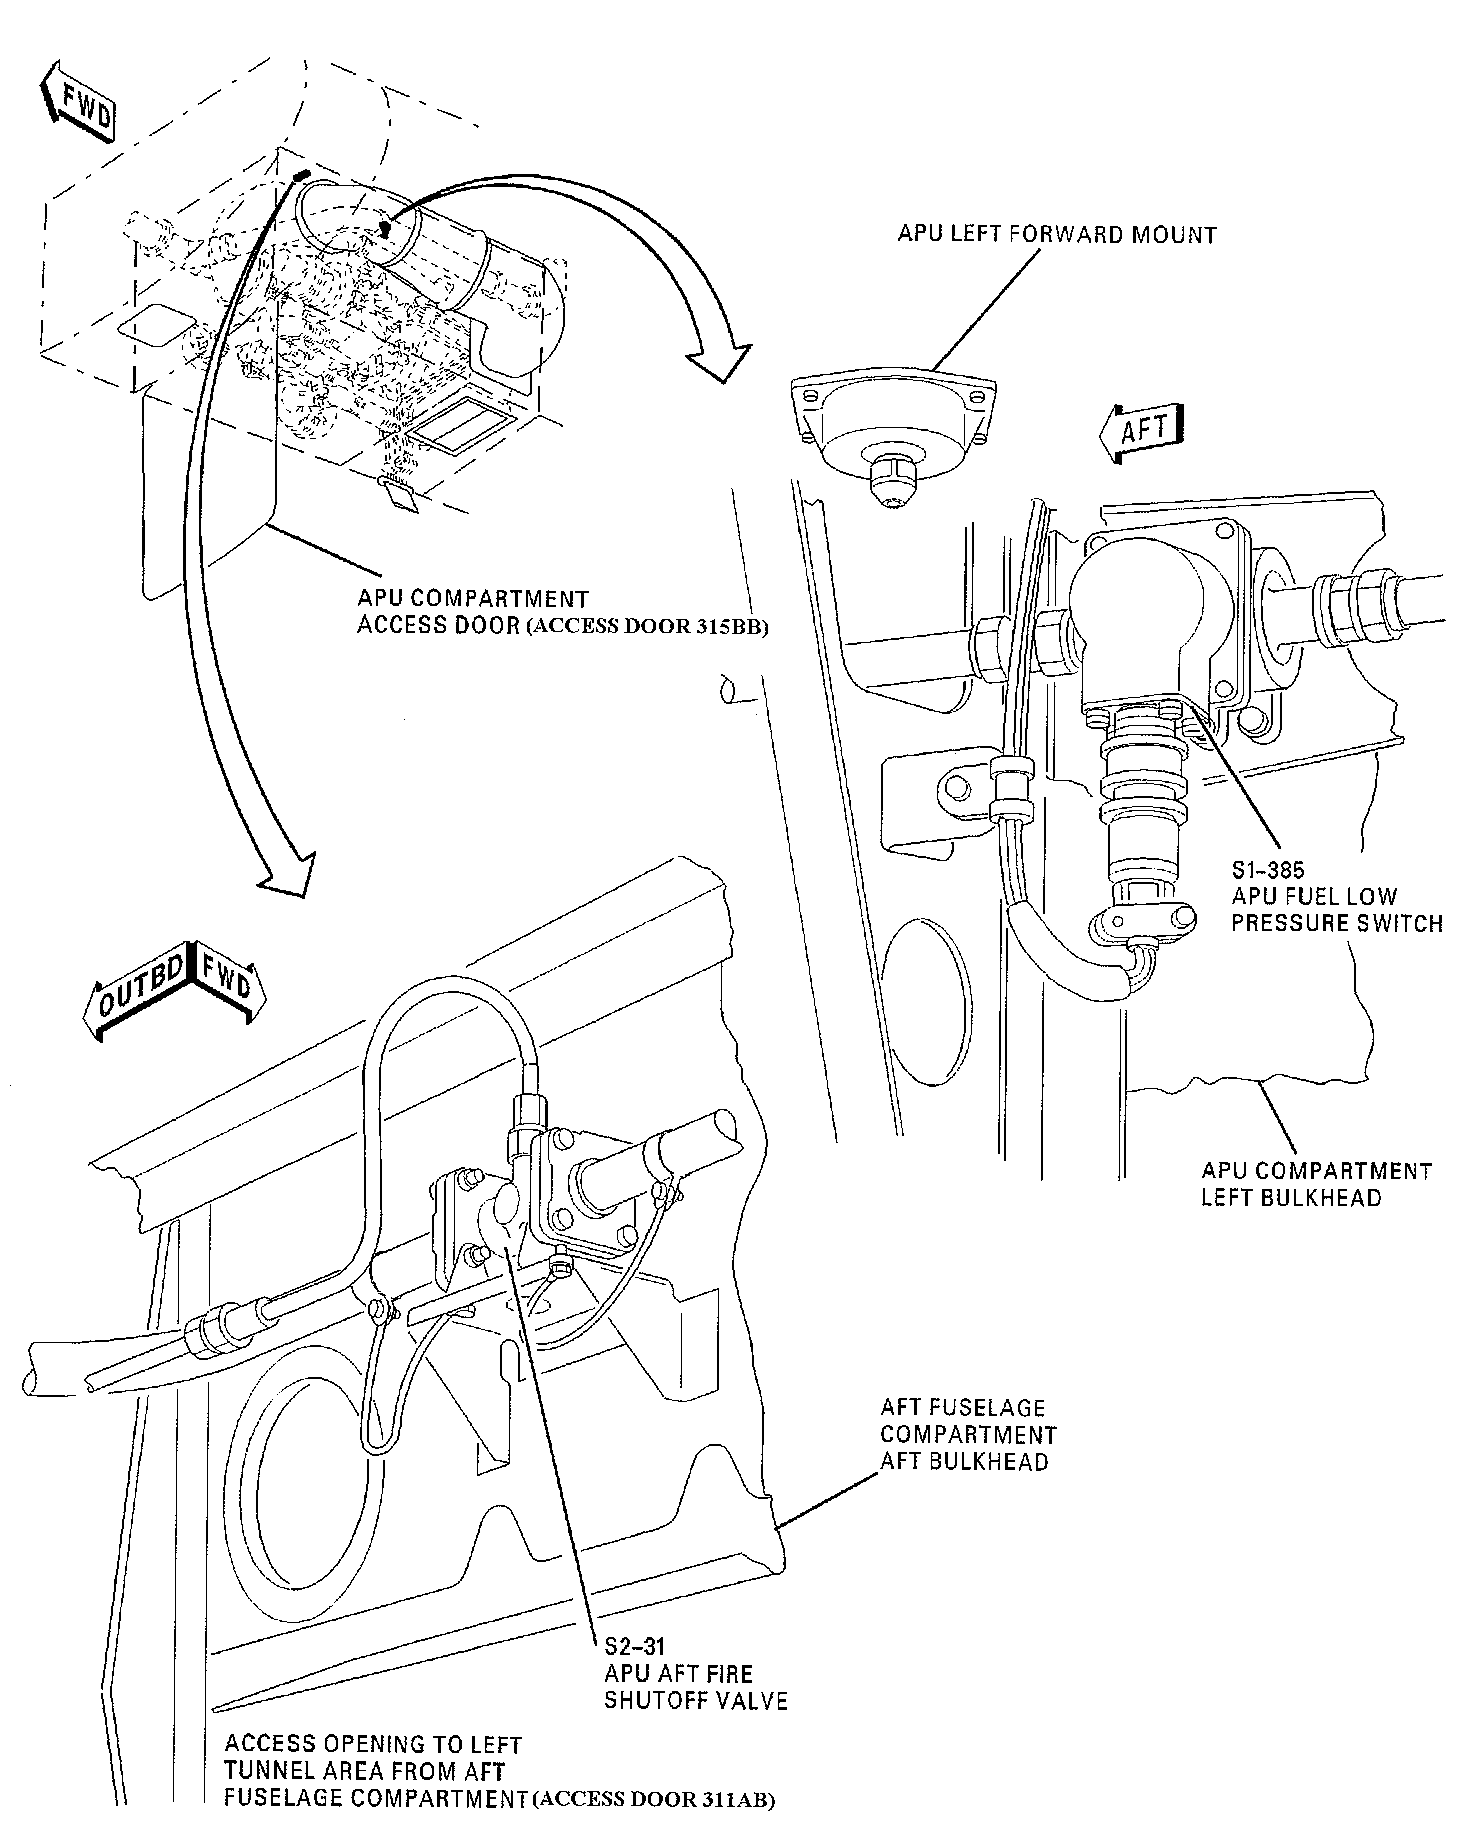 FWD
APU LEFT FORWARD MOUNT
AFT
APU COMPARTMENT
ACCESS DOOR (ACCESS DOOR 315BB)
S1-385
APU FUEL LOW
PRESSURE SWITCH
OUTBD FWD
APU COMPARTMENT
LEFT BULKHEAD
AFT FUSELAGE
COMPARTMENT
AFT BULKHEAD
S2-31
APU AFT FIRE
SHUTOFF VALVE
ACCESS OPENING TO LEFT
TUNNEL AREA FROM AFT
FUSELAGE COMPARTMENT (ACCESS DOOR 311AB)